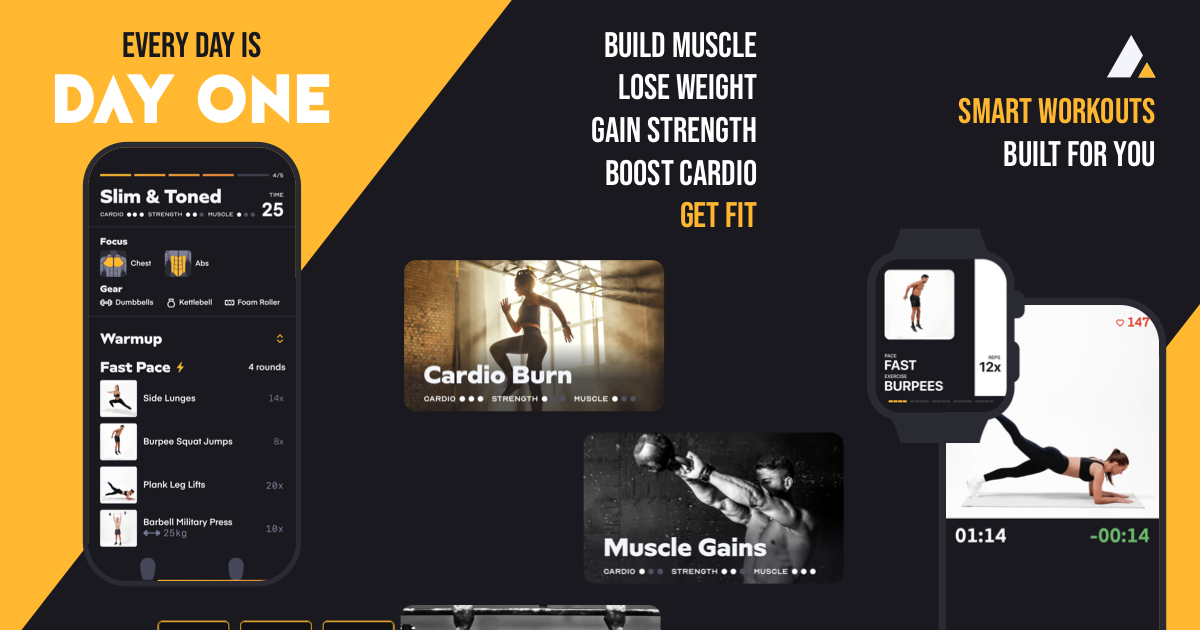 EVERY DAY IS
DAY ONE
4/5
Slim & Toned
TIME
25
CARDIO STRENGTH MUSCLE
Focus
Chest Abs
Gear
Dumbbells Kettlebell Foam Roller
Warmup
Fast Pace 4 rounds
Side Lunges 14x
Burpee Squat Jumps 8x
Plank Leg Lifts 20x
Barbell Military Press 10x
25kg
BUILD MUSCLE
LOSE WEIGHT
GAIN STRENGTH
BOOST CARDIO
GET FIT
Cardio Burn
CARDIO STRENGTH MUSCLE
Muscle Gains
CARDIO STRENGTH MUSCLE
SMART WORKOUTS
BUILT FOR YOU
PACE
FAST
EXERCISE
BURPEES
REPS
12x
147
01:14 -00:14